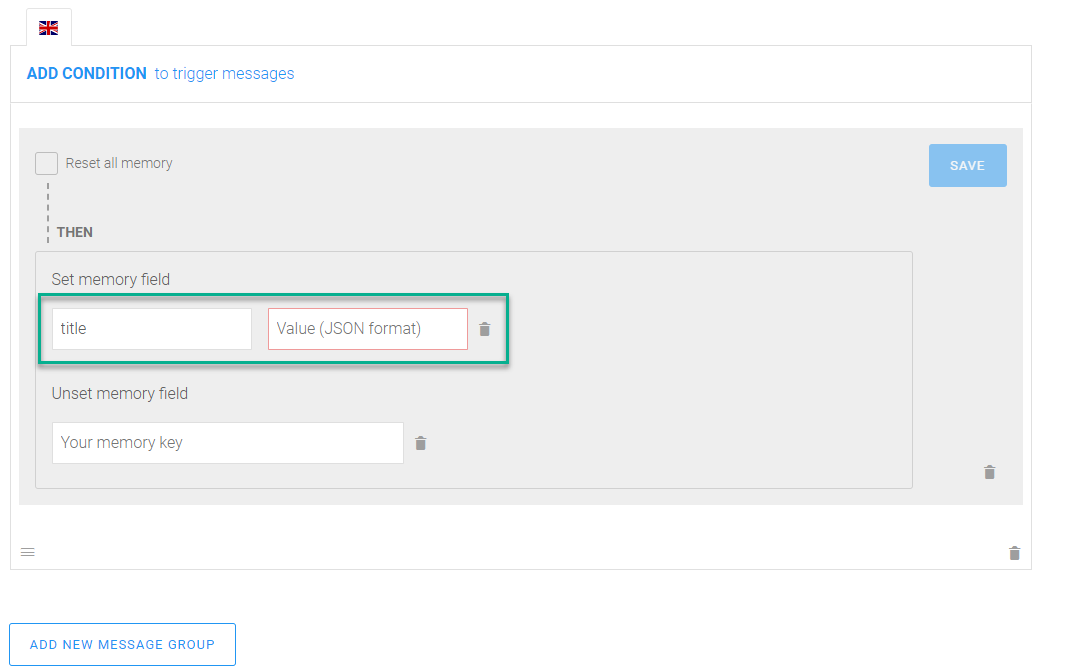 ADD CONDITION to trigger messages
Reset all memory
SAVE
THEN
Set memory field
title Value (JSON format)
Unset memory field
Your memory key
ADD NEW MESSAGE GROUP